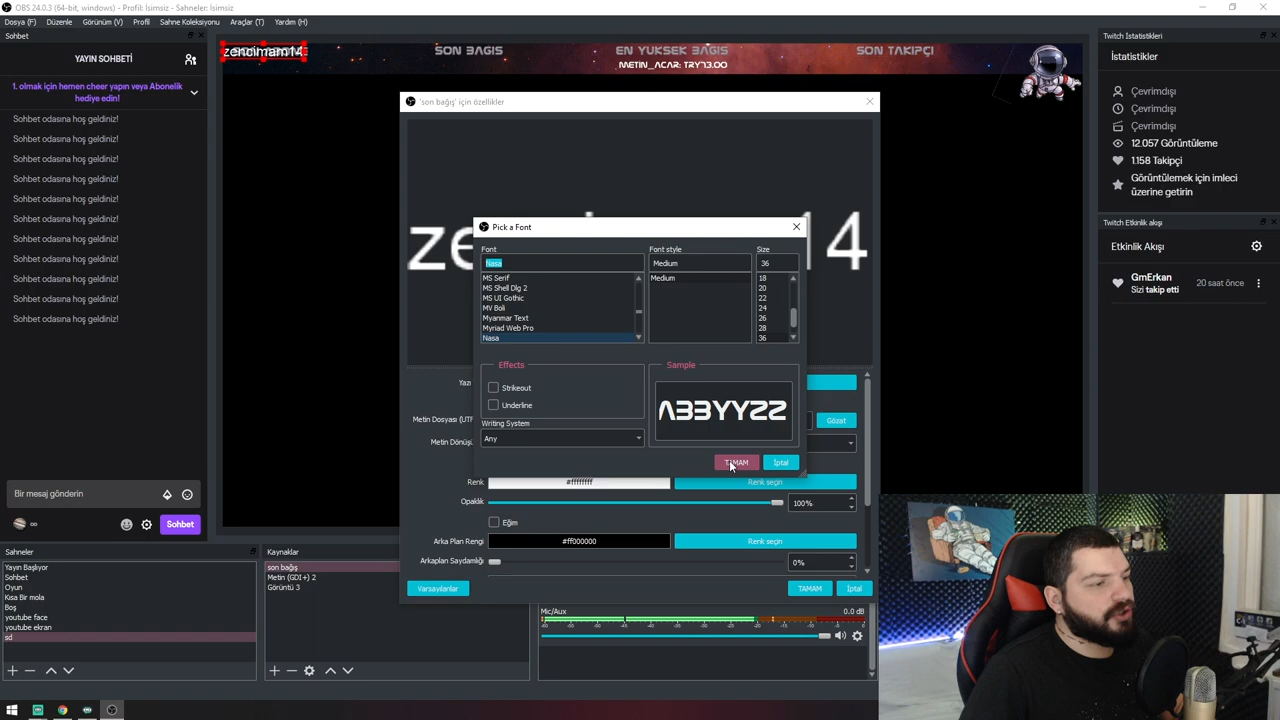 OBS 24.0.3 (64-bit, windows) - Profil: İsimsiz - Sahneler: İsimsiz
Dosya (F) Düzenle Görünüm (V) Profil Sahne Koleksiyonu Araçlar (T) Yardım (H)
Sohbet
YAYIN SOHBETİ
1. olmak için hemen cheer yapın veya Abonelik
hediye edin!
Sohbet odasına hoş geldiniz!
Sohbet odasına hoş geldiniz!
Sohbet odasına hoş geldiniz!
Sohbet odasına hoş geldiniz!
Sohbet odasına hoş geldiniz!
Sohbet odasına hoş geldiniz!
Sohbet odasına hoş geldiniz!
Sohbet odasına hoş geldiniz!
Sohbet odasına hoş geldiniz!
Sohbet odasına hoş geldiniz!
Sohbet odasına hoş geldiniz!
Bir mesaj gönderin
∞
Sohbet
zencimam14
SON BAGIS
EN YUKSEK BAGIS
METIN_ACAR: TRY73.00
SON TAKIPÇI
'son bağış' için özellikler
ze
14
Pick a Font
Font
Font style
Size
Nasa
Medium
36
MS Serif
MS Shell Dlg 2
MS UI Gothic
MV Boli
Myanmar Text
Myriad Web Pro
Nasa
Medium
18
20
22
24
26
28
36
Effects
Strikeout
Underline
Sample
ABBYYZZ
Writing System
Any
TAMAM
İptal
Yazı
Metin Dosyası (UTF
Gözat
Metin Dönüş
Renk
#ffffffff
Renk seçin
Opaklık
100%
Eğim
Arka Plan Rengi
#ff000000
Renk seçin
Arkaplan Saydamlığı
0%
Varsayılanlar
TAMAM
İptal
Twitch İstatistikleri
İstatistikler
Çevrimdışı
Çevrimdışı
Çevrimdışı
12.057 Görüntüleme
1.158 Takipçi
Görüntülemek için imleci
üzerine getirin
Twitch Etkinlik akışı
Etkinlik Akışı
GmErkan
Sizi takip etti
20 saat önce
Sahneler
Yayın Başlıyor
Sohbet
Oyun
Kısa Bir mola
Boş
youtube face
youtube ekran
sd
Kaynaklar
son bağış
Metin (GDI+) 2
Görüntü 3
Mic/Aux
0.0 dB